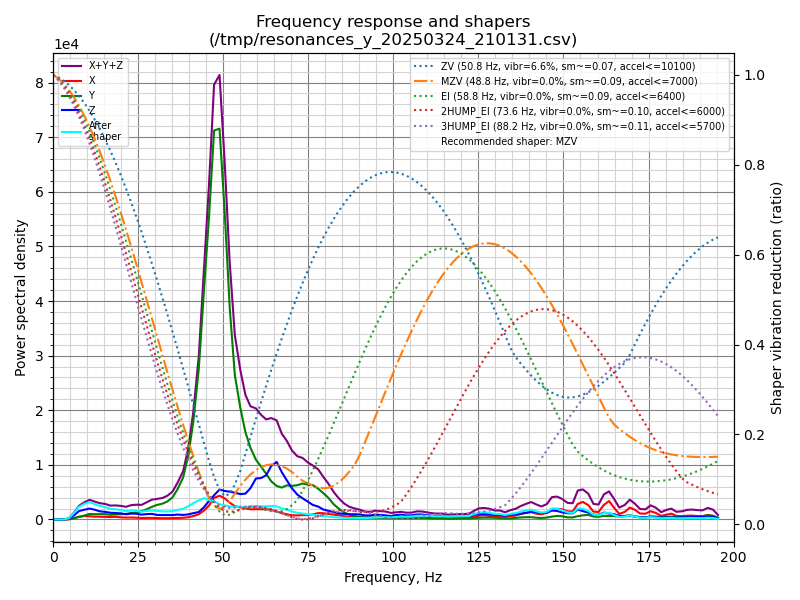 Frequency response and shapers
(/tmp/resonances_y_20250324_210131.csv)
1e4
X+Y+Z
X
Y
Z
After
shaper
ZV (50.8 Hz, vibr=6.6%, sm~=0.07, accel<=10100)
MZV (48.8 Hz, vibr=0.0%, sm~=0.09, accel<=7000)
EI (58.8 Hz, vibr=0.0%, sm~=0.09, accel<=6400)
2HUMP_EI (73.6 Hz, vibr=0.0%, sm~=0.10, accel<=6000)
3HUMP_EI (88.2 Hz, vibr=0.0%, sm~=0.11, accel<=5700)
Recommended shaper: MZV
Power spectral density
8
7
6
5
4
3
2
1
0
1.0
0.8
0.6
0.4
0.2
0.0
Shaper vibration reduction (ratio)
0 25 50 75 100 125 150 175 200
Frequency, Hz